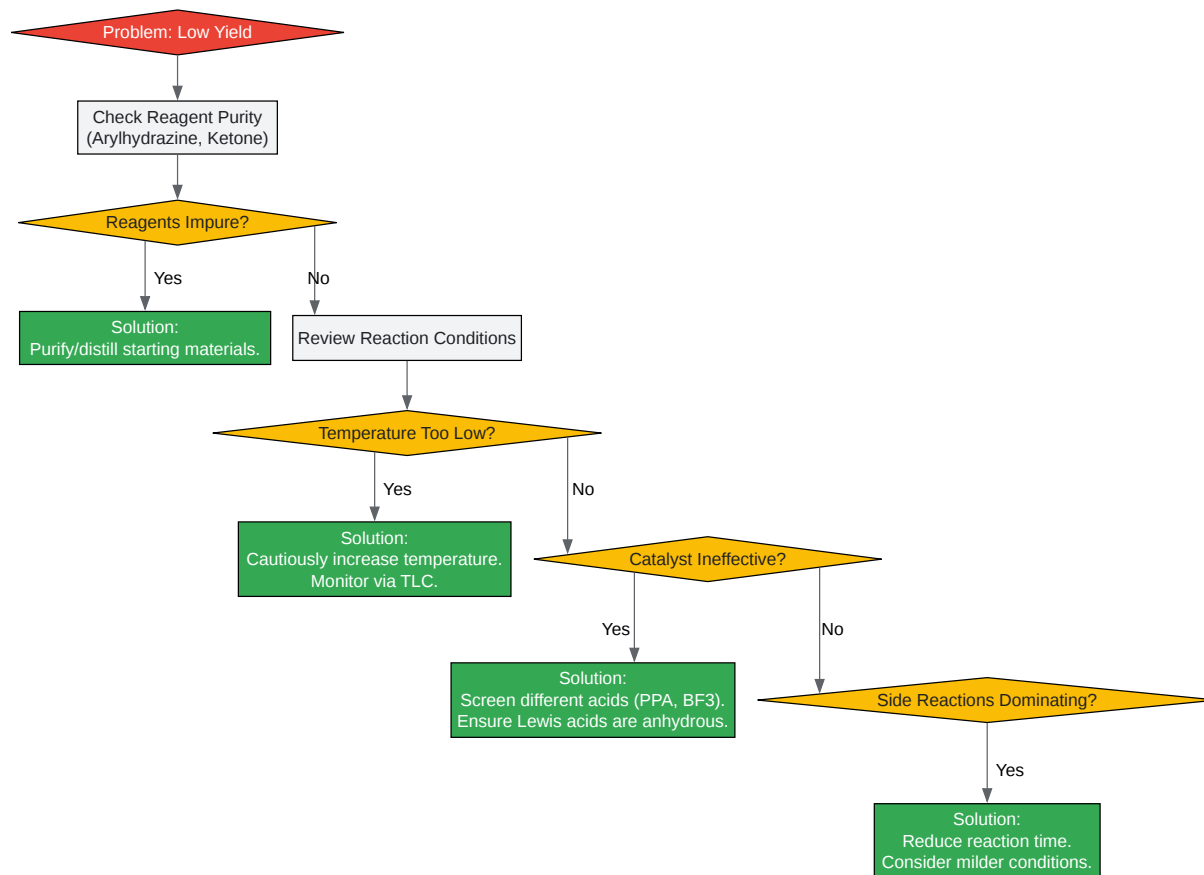 Problem: Low Yield
Check Reagent Purity
(Arylhydrazine, Ketone)
Reagents Impure?
Yes
No
Solution:
Purify/distill starting materials.
Review Reaction Conditions
Temperature Too Low?
Yes
No
Solution:
Cautiously increase temperature.
Monitor via TLC.
Catalyst Ineffective?
Yes
No
Solution:
Screen different acids (PPA, BF3).
Ensure Lewis acids are anhydrous.
Side Reactions Dominating?
Yes
Solution:
Reduce reaction time.
Consider milder conditions.